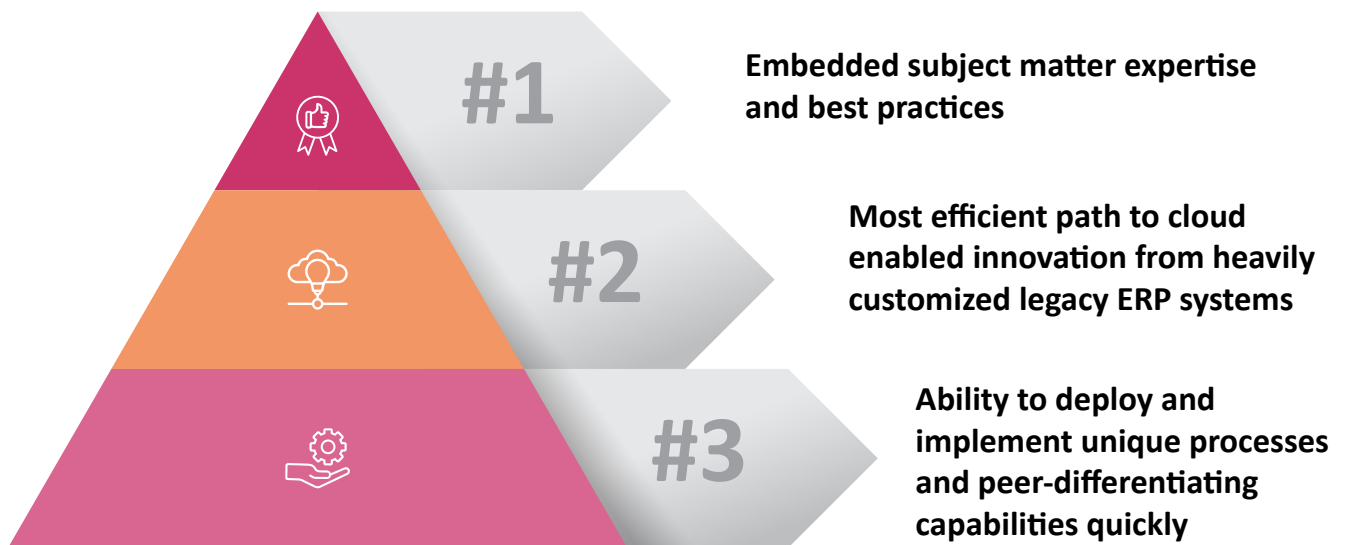 #1
Embedded subject matter expertise
and best practices
#2
Most efficient path to cloud
enabled innovation from heavily
customized legacy ERP systems
#3
Ability to deploy and
implement unique processes
and peer-differentiating
capabilities quickly